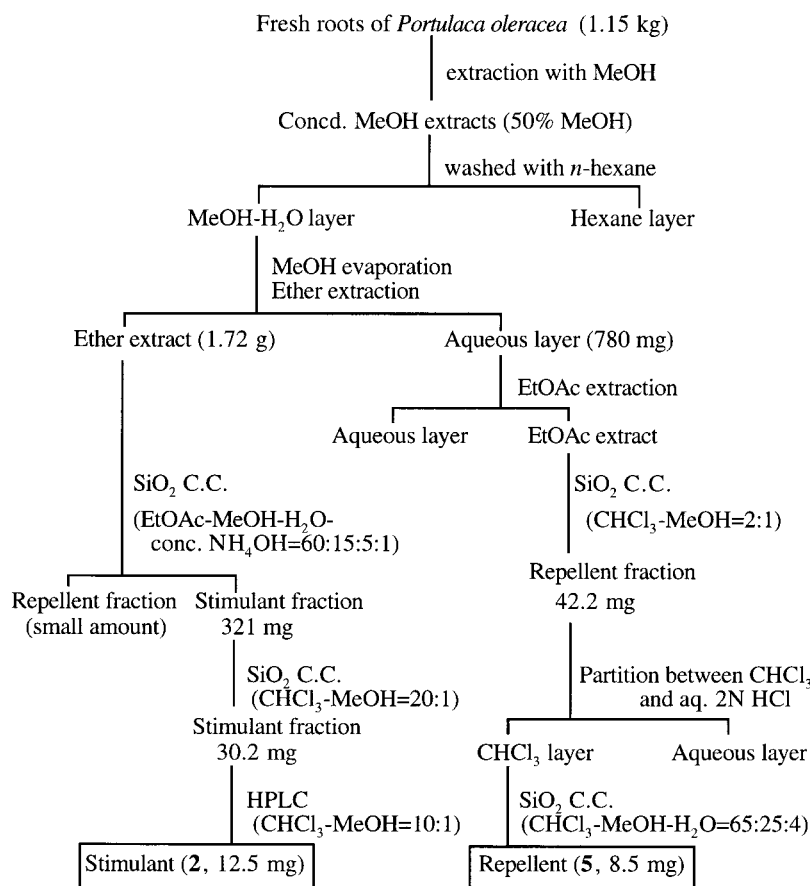 Fresh roots of Portulaca oleracea (1.15 kg)
extraction with MeOH
Concd. MeOH extracts (50% MeOH)
washed with n-hexane
MeOH-H₂O layer
Hexane layer
MeOH evaporation
Ether extraction
Ether extract (1.72 g)
Aqueous layer (780 mg)
EtOAc extraction
Aqueous layer
EtOAc extract
SiO₂ C.C.
(EtOAc-MeOH-H₂O-
conc. NH₄OH=60:15:5:1)
SiO₂ C.C.
(CHCl₃-MeOH=2:1)
Repellent fraction
(small amount)
Stimulant fraction
321 mg
Repellent fraction
42.2 mg
SiO₂ C.C.
(CHCl₃-MeOH=20:1)
Partition between CHCl₃
and aq. 2N HCl
Stimulant fraction
30.2 mg
CHCl₃ layer
Aqueous layer
HPLC
(CHCl₃-MeOH=10:1)
SiO₂ C.C.
(CHCl₃-MeOH-H₂O=65:25:4)
Stimulant (2, 12.5 mg)
Repellent (5, 8.5 mg)